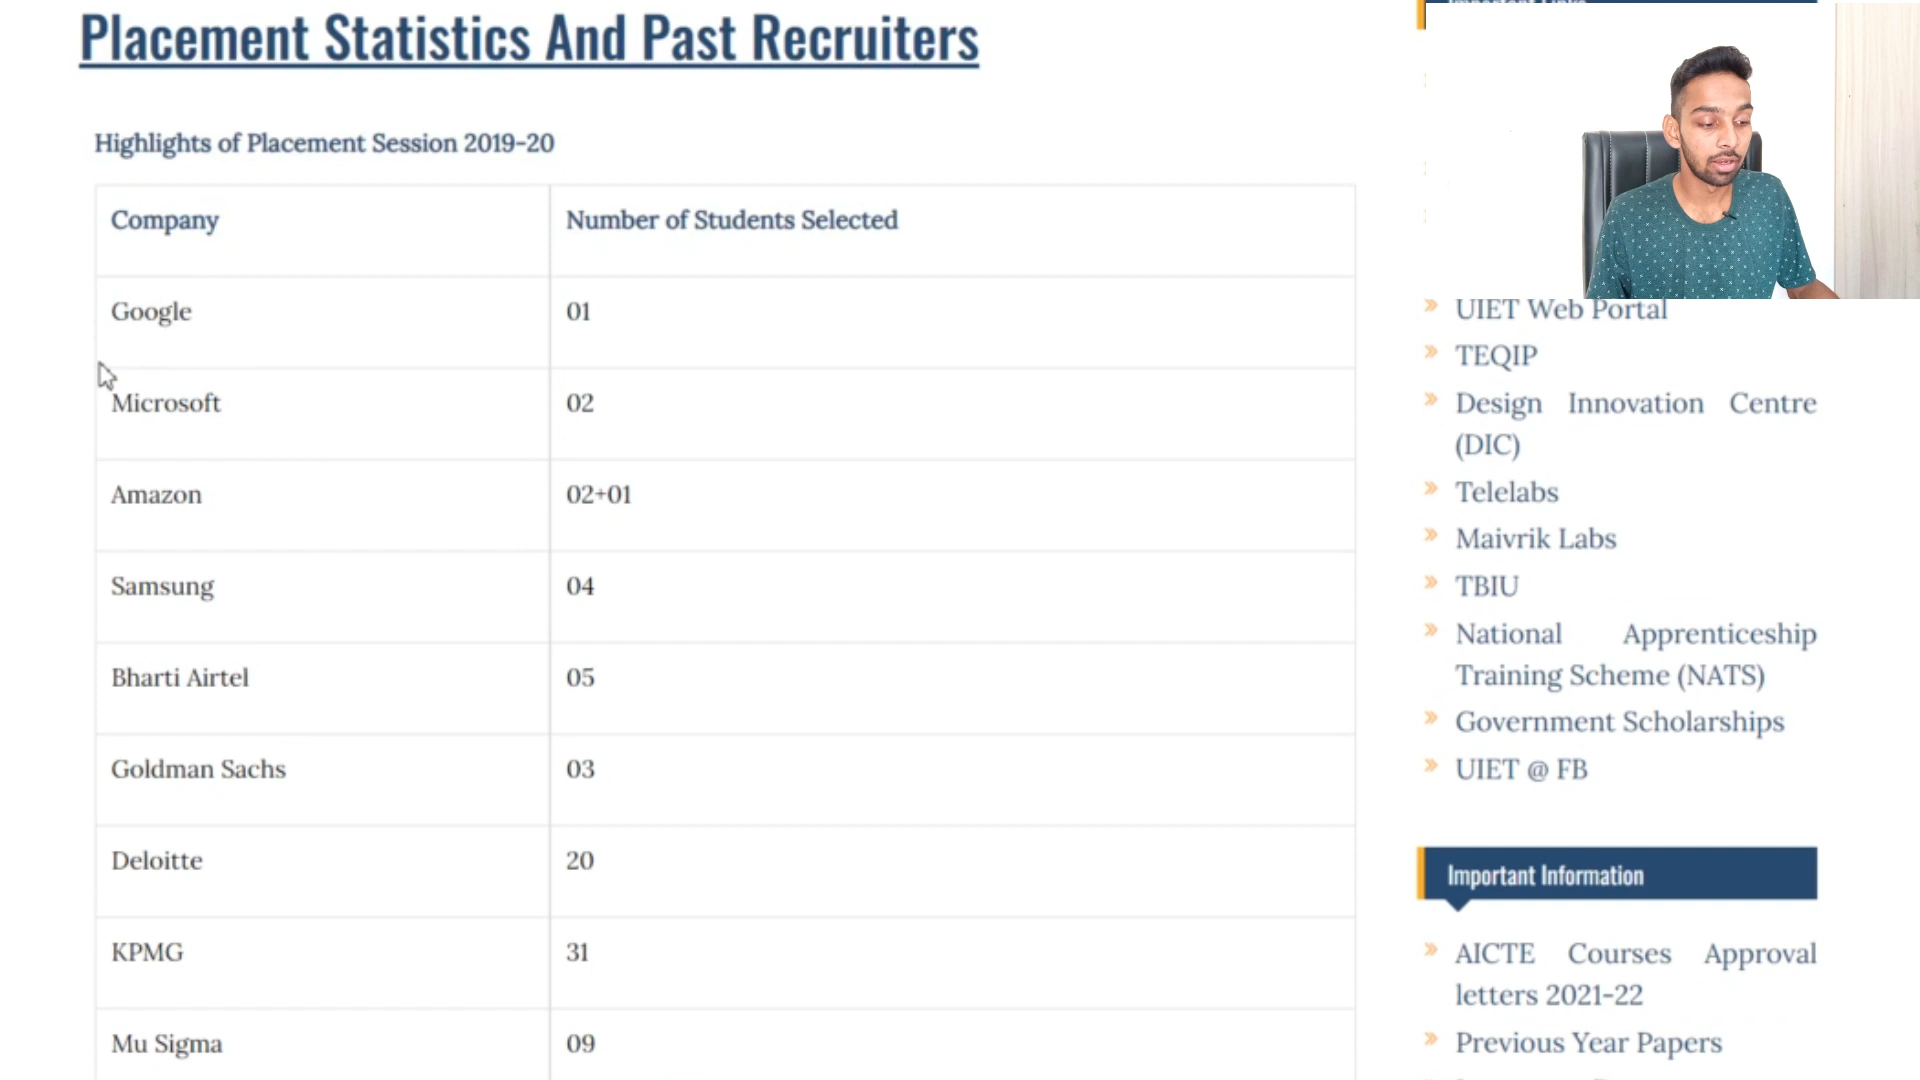 Placement Statistics And Past Recruiters
Highlights of Placement Session 2019-20
Company Number of Students Selected
Google 01
Microsoft 02
Amazon 02+01
Samsung 04
Bharti Airtel 05
Goldman Sachs 03
Deloitte 20
KPMG 31
Mu Sigma 09
UIET Web Portal
TEQIP
Design Innovation Centre
(DIC)
Telelabs
Maivrik Labs
TBIU
National Apprenticeship
Training Scheme (NATS)
Government Scholarships
UIET @ FB
Important Information
AICTE Courses Approval
letters 2021-22
Previous Year Papers